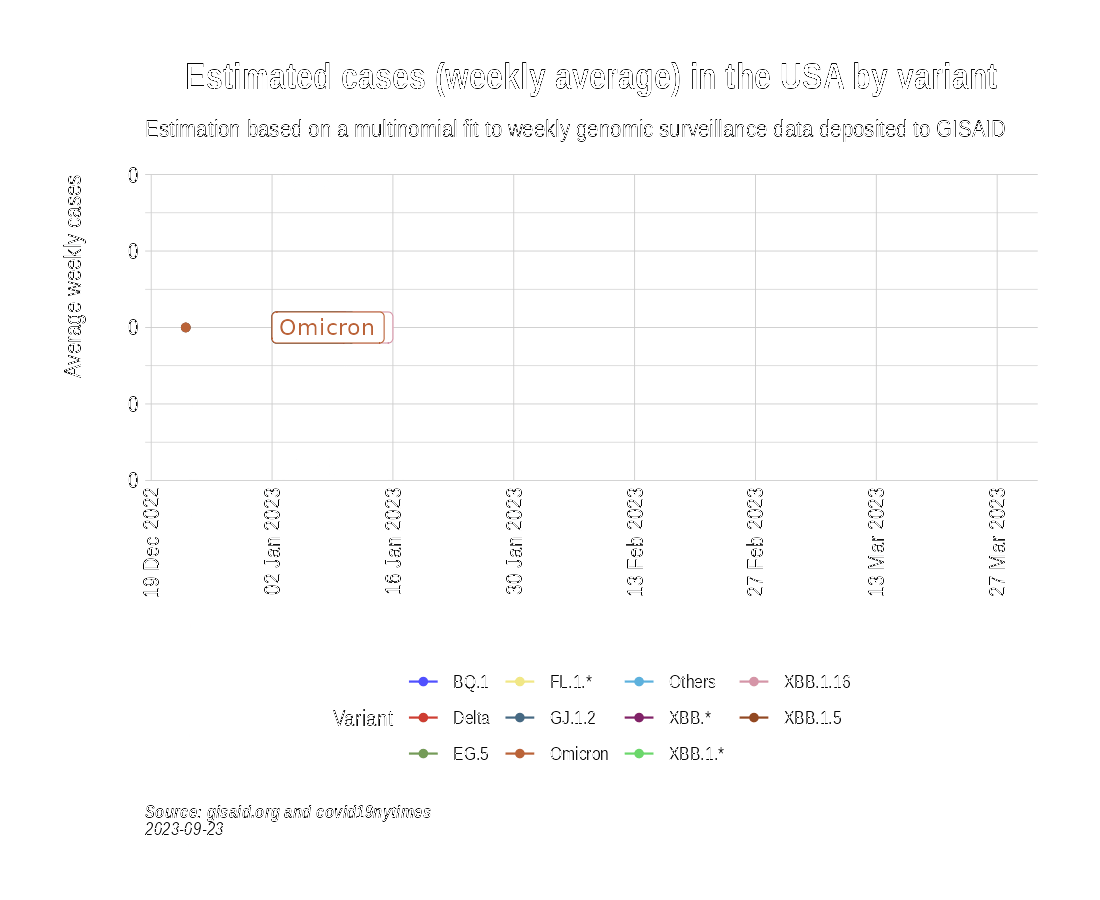 Estimated cases (weekly average) in the USA by variant
Estimation based on a multinomial fit to weekly genomic surveillance data deposited to GISAID
Average weekly cases
0
0
0
0
0
Omicron
19 Dec 2022
02 Jan 2023
16 Jan 2023
30 Jan 2023
13 Feb 2023
27 Feb 2023
13 Mar 2023
27 Mar 2023
Variant
BQ.1
Delta
EG.5
FL.1.*
GJ.1.2
Omicron
Others
XBB.*
XBB.1.*
XBB.1.16
XBB.1.5
Source: gisaid.org and covid19nytimes
2023-09-23